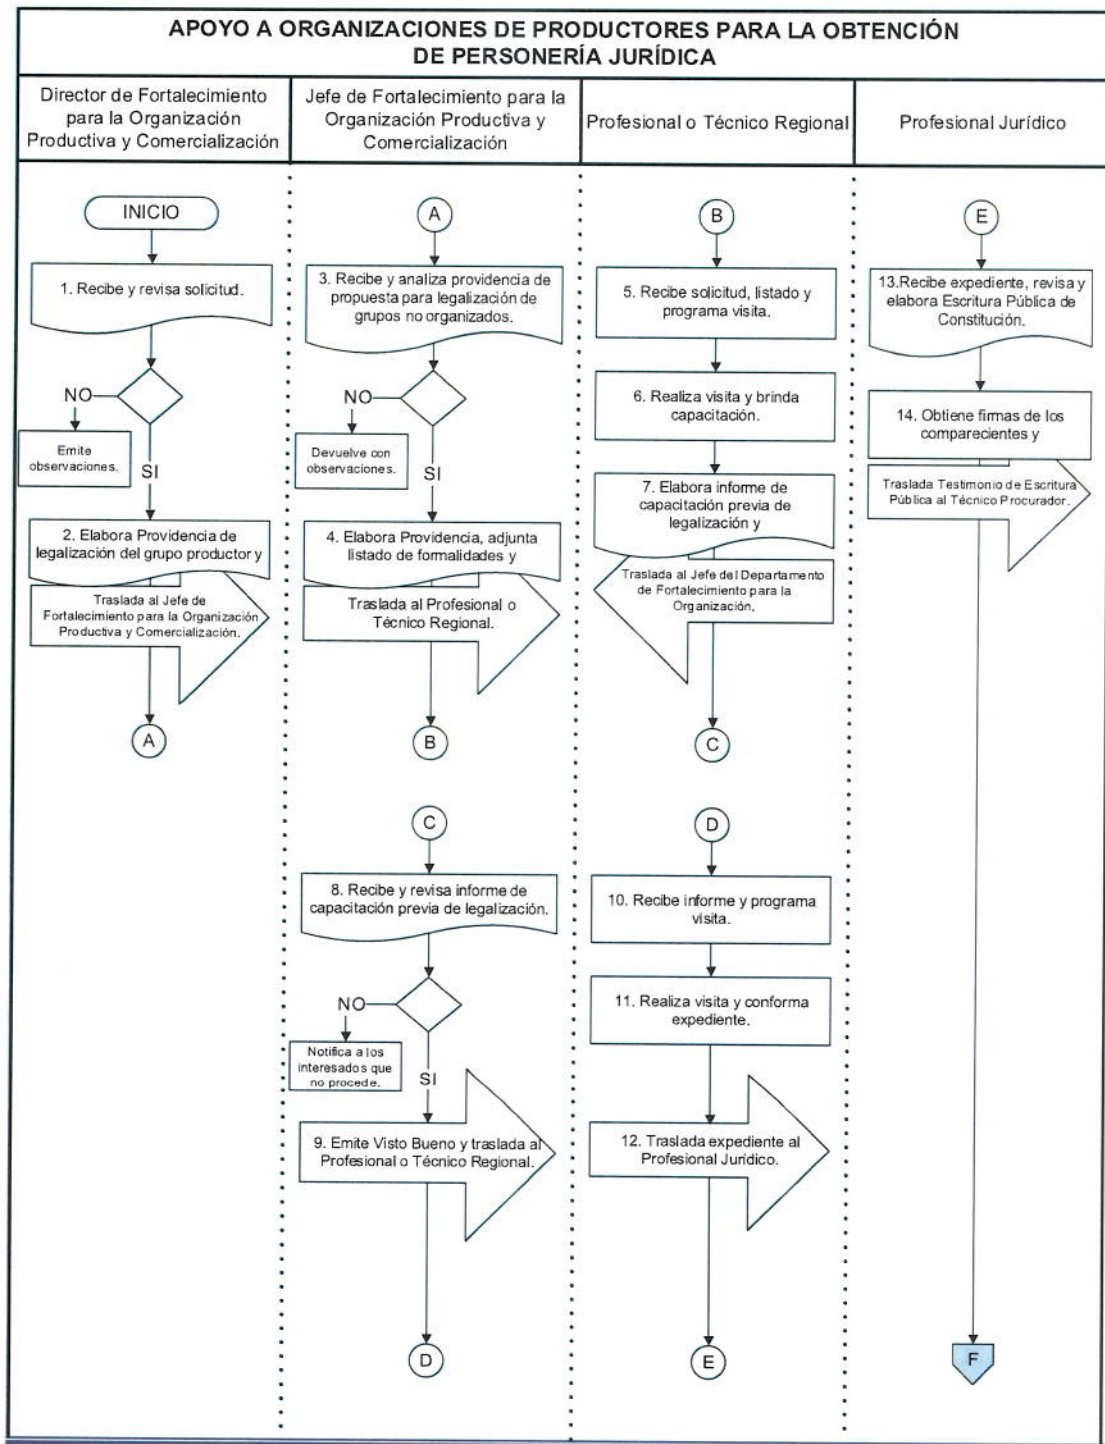 APOYO A ORGANIZACIONES DE PRODUCTORES PARA LA OBTENCIÓN
DE PERSONERÍA JURÍDICA
Director de Fortalecimiento
para la Organización
Productiva y Comercialización
Jefe de Fortalecimiento para la
Organización Productiva y
Comercialización
Profesional o Técnico Regional
Profesional Jurídico
INICIO
1. Recibe y revisa solicitud.
NO
Emite
observaciones.
SI
2. Elabora Providencia de
legalización del grupo productor y
Traslada al Jefe de
Fortalecimiento para la Organización
Productiva y Comercialización.
A
A
3. Recibe y analiza providencia de
propuesta para legalización de
grupos no organizados.
NO
Devuelve con
observaciones.
SI
4. Elabora Providencia, adjunta
listado de formalidades y
Traslada al Profesional o
Técnico Regional.
B
B
5. Recibe solicitud, listado y
programa visita.
6. Realiza visita y brinda
capacitación.
7. Elabora informe de
capacitación previa de
legalización y
Traslada al Jefe del Departamento
de Fortalecimiento para la
Organización.
C
C
8. Recibe y revisa informe de
capacitación previa de legalización.
NO
Notifica a los
interesados que
no procede.
SI
9. Emite Visto Bueno y traslada al
Profesional o Técnico Regional.
D
D
10. Recibe informe y programa
visita.
11. Realiza visita y conforma
expediente.
12. Traslada expediente al
Profesional Jurídico.
E
E
13.Recibe expediente, revisa y
elabora Escritura Pública de
Constitución.
14. Obtiene firmas de los
comparecientes y
Traslada Testimonio de Escritura
Pública al Técnico Procurador.
F